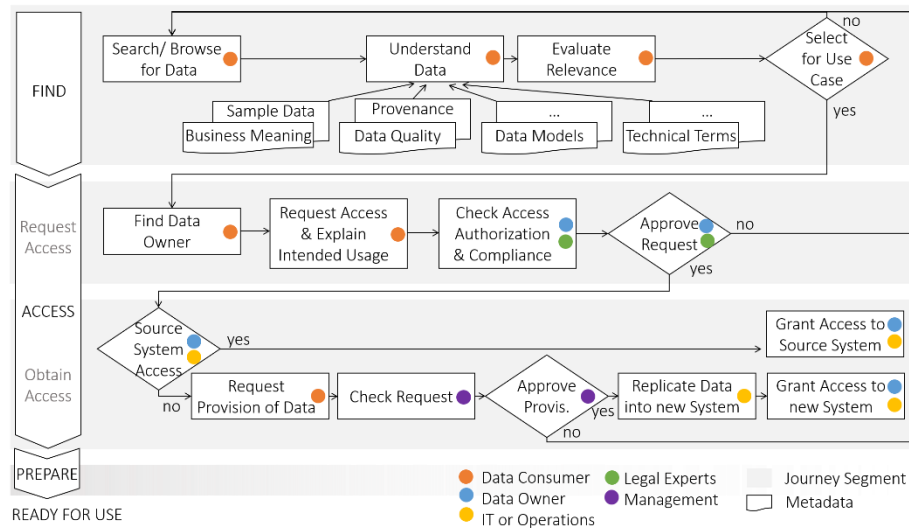 FIND
Search/ Browse
for Data
Understand
Data
Evaluate
Relevance
Select
for Use
Case
no
yes
Sample Data
Business Meaning
Provenance
Data Quality
...
Data Models
...
Technical Terms
Request
Access
Find Data
Owner
Request Access
& Explain
Intended Usage
Check Access
Authorization
& Compliance
Approve
Request
no
yes
ACCESS
Obtain
Access
Source
System
Access
yes
no
Grant Access to
Source System
Request
Provision of Data
Check Request
Approve
Provis.
yes
no
Replicate Data
into new System
Grant Access to
new System
PREPARE
READY FOR USE
Data Consumer
Data Owner
IT or Operations
Legal Experts
Management
Journey Segment
Metadata